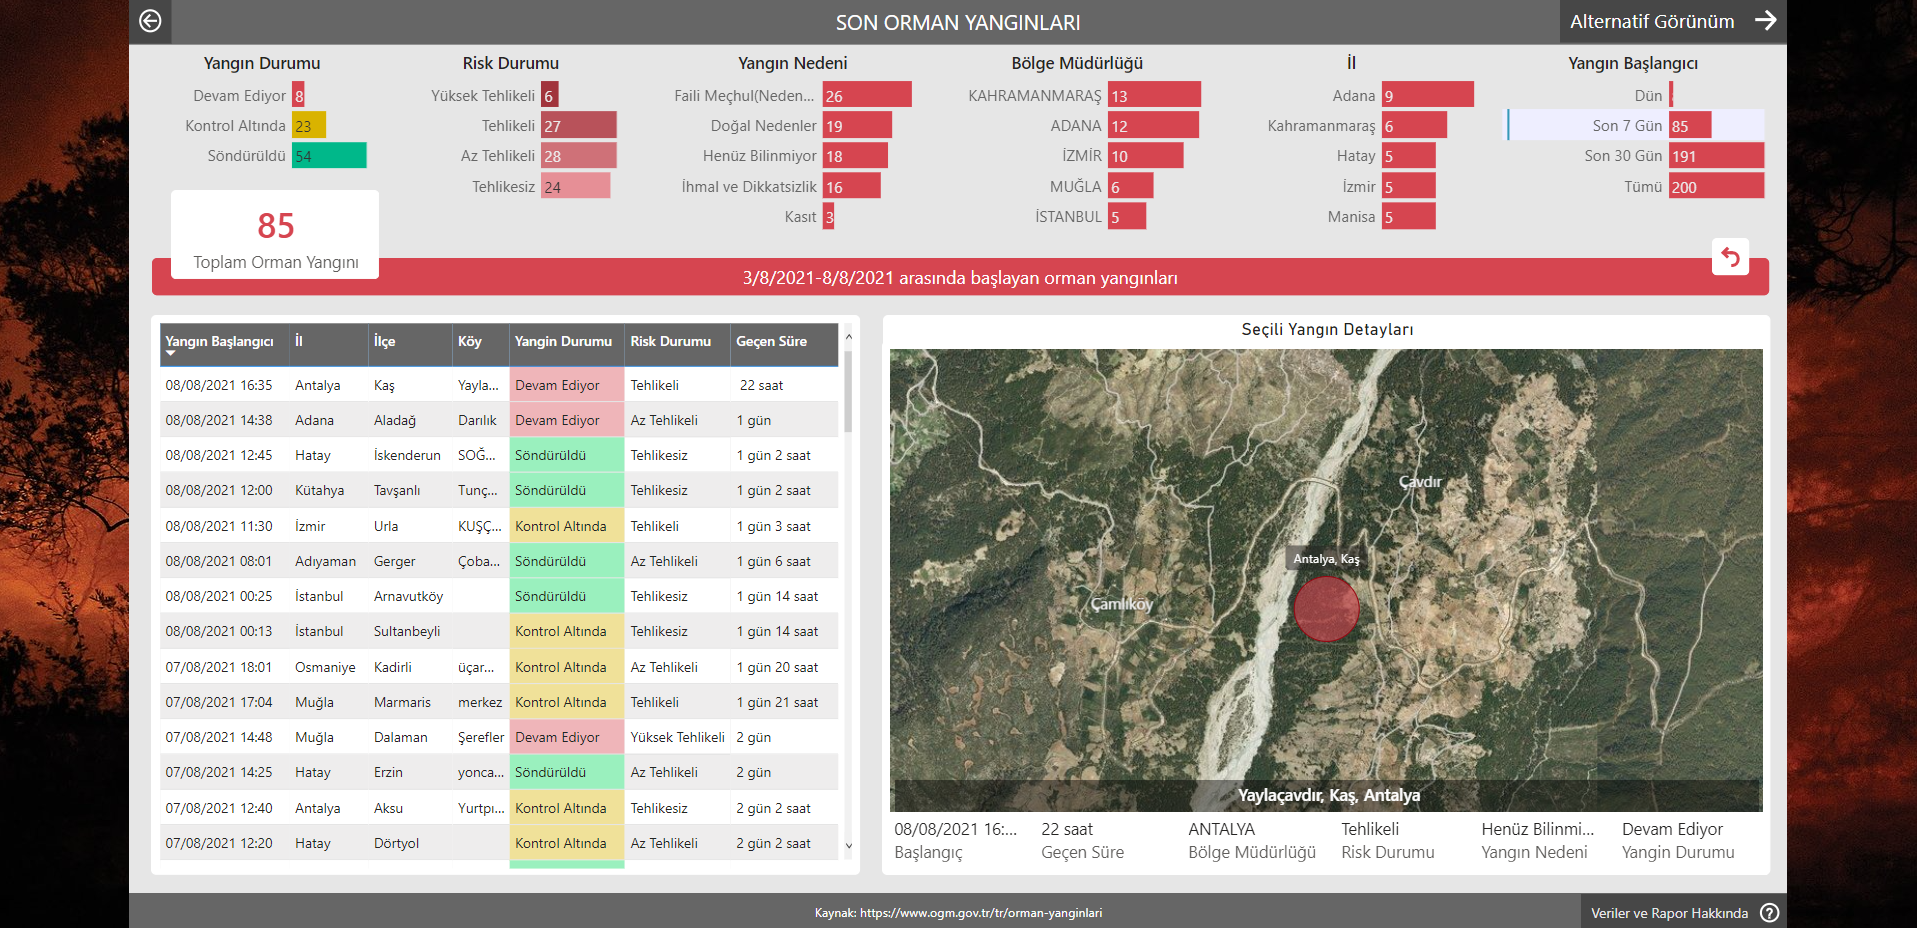 SON ORMAN YANGINLARI
Alternatif Görünüm
Yangın Durumu
Devam Ediyor 8
Kontrol Altında 23
Söndürüldü 54
Risk Durumu
Yüksek Tehlikeli 6
Tehlikeli 27
Az Tehlikeli 28
Tehlikesiz 24
Yangın Nedeni
Faili Meçhul(Neden... 26
Doğal Nedenler 19
Henüz Bilinmiyor 18
İhmal ve Dikkatsizlik 16
Kasıt 3
Bölge Müdürlüğü
KAHRAMANMARAŞ 13
ADANA 12
İZMİR 10
MUĞLA 6
İSTANBUL 5
İl
Adana 9
Kahramanmaraş 6
Hatay 5
İzmir 5
Manisa 5
Yangın Başlangıcı
Dün
Son 7 Gün 85
Son 30 Gün 191
Tümü 200
85
Toplam Orman Yangını
3/8/2021-8/8/2021 arasında başlayan orman yangınları
Yangın Başlangıcı İl İlçe Köy Yangin Durumu Risk Durumu Geçen Süre
08/08/2021 16:35 Antalya Kaş Yayla... Devam Ediyor Tehlikeli 22 saat
08/08/2021 14:38 Adana Aladağ Darılık Devam Ediyor Az Tehlikeli 1 gün
08/08/2021 12:45 Hatay İskenderun SOĞ... Söndürüldü Tehlikesiz 1 gün 2 saat
08/08/2021 12:00 Kütahya Tavşanlı Tunç... Söndürüldü Tehlikesiz 1 gün 2 saat
08/08/2021 11:30 İzmir Urla KUŞÇ... Kontrol Altında Tehlikeli 1 gün 3 saat
08/08/2021 08:01 Adıyaman Gerger Çoba... Söndürüldü Az Tehlikeli 1 gün 6 saat
08/08/2021 00:25 İstanbul Arnavutköy Söndürüldü Tehlikesiz 1 gün 14 saat
08/08/2021 00:13 İstanbul Sultanbeyli Kontrol Altında Tehlikesiz 1 gün 14 saat
07/08/2021 18:01 Osmaniye Kadirli üçar... Kontrol Altında Az Tehlikeli 1 gün 20 saat
07/08/2021 17:04 Muğla Marmaris merkez Kontrol Altında Tehlikeli 1 gün 21 saat
07/08/2021 14:48 Muğla Dalaman Şerefler Devam Ediyor Yüksek Tehlikeli 2 gün
07/08/2021 14:25 Hatay Erzin yonca... Söndürüldü Az Tehlikeli 2 gün
07/08/2021 12:40 Antalya Aksu Yurtpı... Kontrol Altında Tehlikesiz 2 gün 2 saat
07/08/2021 12:20 Hatay Dörtyol Kontrol Altında Az Tehlikeli 2 gün 2 saat
Seçili Yangın Detayları
Çavdır
Antalya, Kaş
Çamlıköy
Yaylaçavdır, Kaş, Antalya
08/08/2021 16:... 22 saat ANTALYA Tehlikeli Henüz Bilinmi... Devam Ediyor
Başlangıç Geçen Süre Bölge Müdürlüğü Risk Durumu Yangın Nedeni Yangin Durumu
Kaynak: https://www.ogm.gov.tr/tr/orman-yanginlari
Veriler ve Rapor Hakkında ?